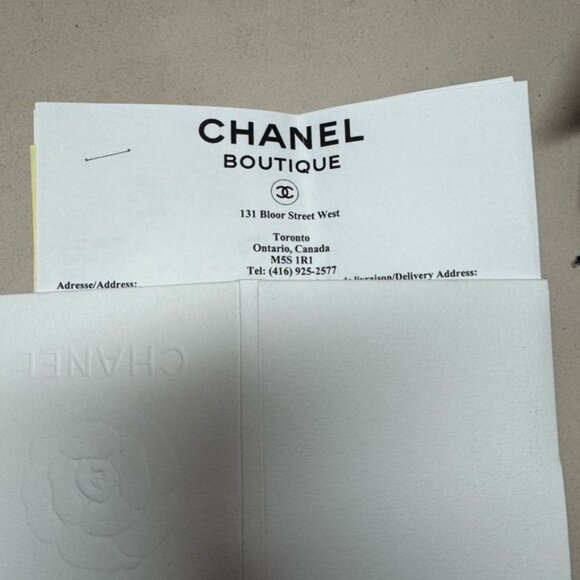 CHANEL
BOUTIQUE
131 Bloor Street West
Toronto
Ontario, Canada
M5S 1R1
Tel: (416) 925-2577
Adresse/Address:
livraison/Delivery Address:
CHANEL